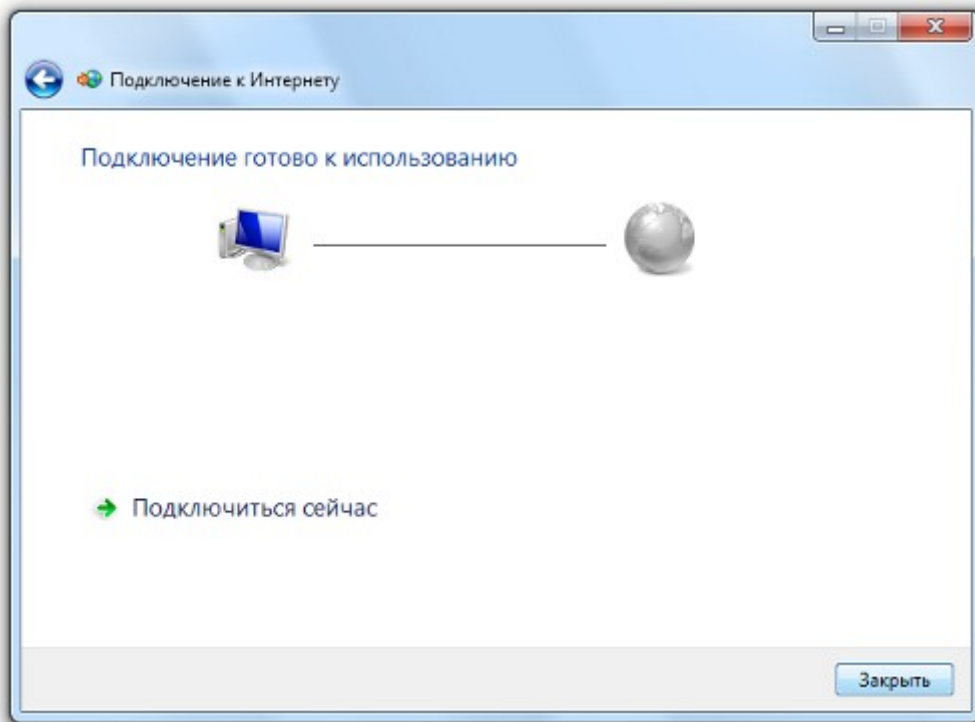 Подключение к Интернету
Подключение готово к использованию
Подключиться сейчас
Закрыть